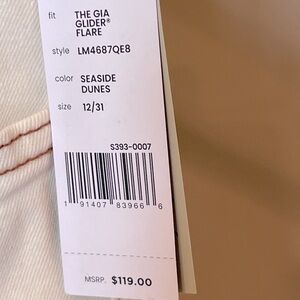 fit THE GIA
GLIDER®
FLARE
style LM4687QE8
color SEASIDE
DUNES
size 12/31
S393-0007
1 91407 83966 6
MSRP. $119.00